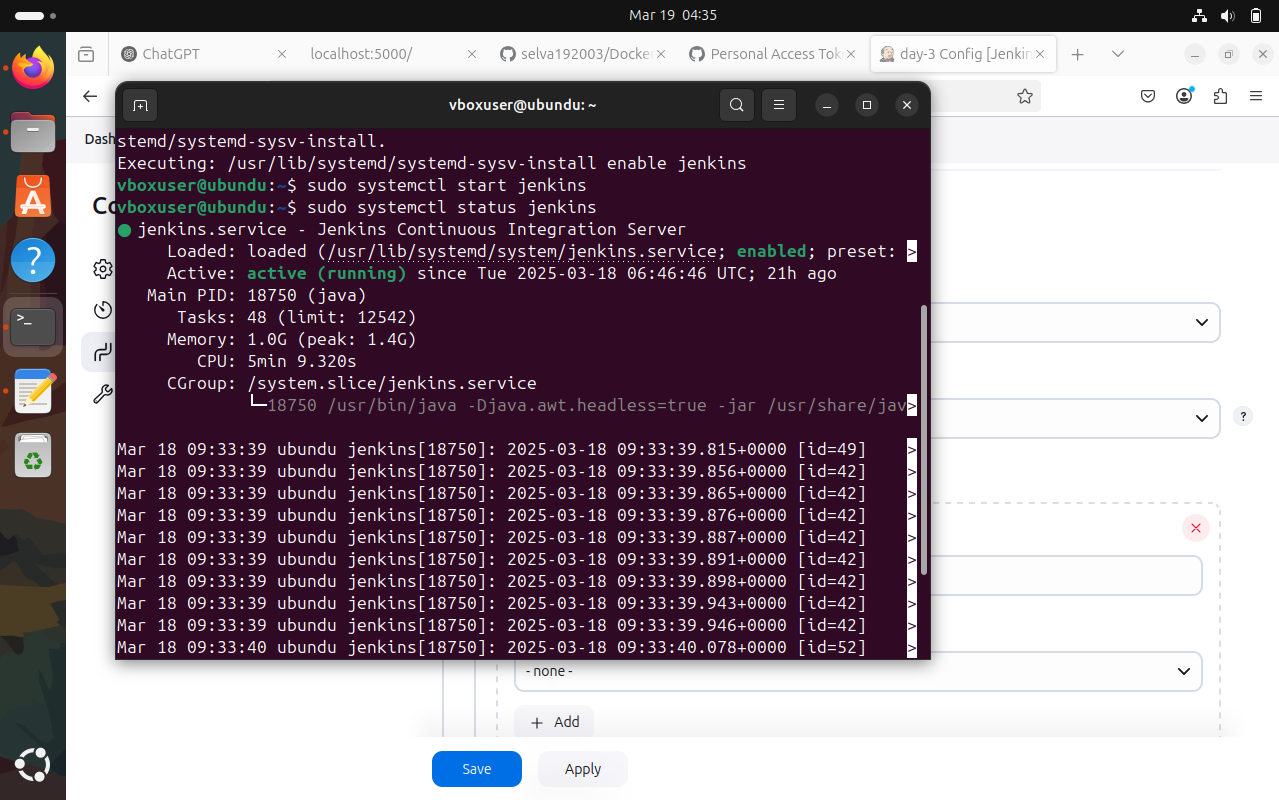 Mar 19 04:35
ChatGPT
localhost:5000/
selva192003/Docker
Personal Access Tok
day-3 Config [Jenkin
vboxuser@ubundu: ~
Dash
stemd/systemd-sysv-install.
Executing: /usr/lib/systemd/systemd-sysv-install enable jenkins
vboxuser@ubundu:~$ sudo systemctl start jenkins
Co
vboxuser@ubundu:~$ sudo systemctl status jenkins
● jenkins.service - Jenkins Continuous Integration Server
Loaded: loaded (/usr/lib/systemd/system/jenkins.service; enabled; preset: >
Active: active (running) since Tue 2025-03-18 06:46:46 UTC; 21h ago
Main PID: 18750 (java)
Tasks: 48 (limit: 12542)
Memory: 1.0G (peak: 1.4G)
CPU: 5min 9.320s
CGroup: /system.slice/jenkins.service
└─18750 /usr/bin/java -Djava.awt.headless=true -jar /usr/share/jav>
Mar 18 09:33:39 ubundu jenkins[18750]: 2025-03-18 09:33:39.815+0000 [id=49] >
Mar 18 09:33:39 ubundu jenkins[18750]: 2025-03-18 09:33:39.856+0000 [id=42] >
Mar 18 09:33:39 ubundu jenkins[18750]: 2025-03-18 09:33:39.865+0000 [id=42] >
Mar 18 09:33:39 ubundu jenkins[18750]: 2025-03-18 09:33:39.876+0000 [id=42] >
Mar 18 09:33:39 ubundu jenkins[18750]: 2025-03-18 09:33:39.887+0000 [id=42] >
Mar 18 09:33:39 ubundu jenkins[18750]: 2025-03-18 09:33:39.891+0000 [id=42] >
Mar 18 09:33:39 ubundu jenkins[18750]: 2025-03-18 09:33:39.898+0000 [id=42] >
Mar 18 09:33:39 ubundu jenkins[18750]: 2025-03-18 09:33:39.943+0000 [id=42] >
Mar 18 09:33:39 ubundu jenkins[18750]: 2025-03-18 09:33:39.946+0000 [id=42] >
Mar 18 09:33:40 ubundu jenkins[18750]: 2025-03-18 09:33:40.078+0000 [id=52] >
?
- none -
+ Add
Save
Apply